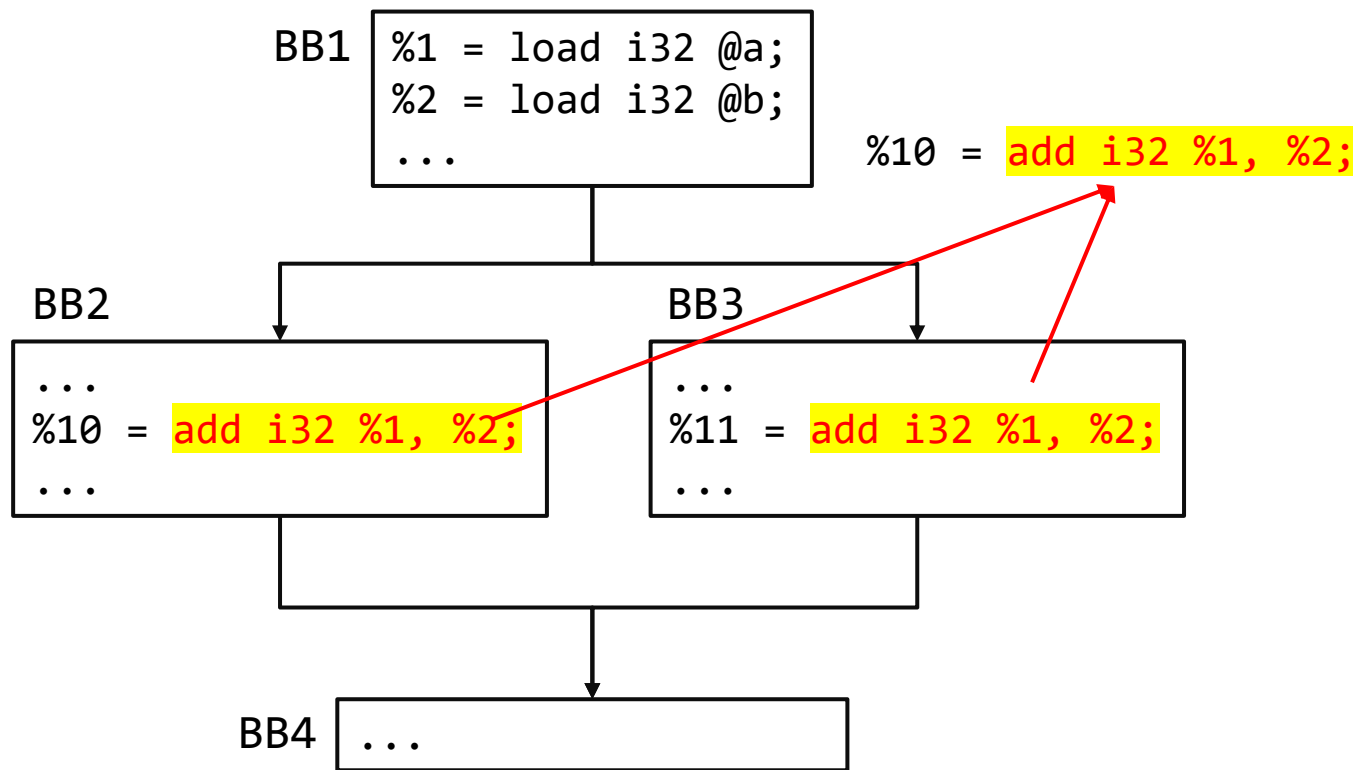 BB1
%1 = load i32 @a;
%2 = load i32 @b;
...
%10 = add i32 %1, %2;
BB2
...
%10 = add i32 %1, %2;
...
BB3
...
%11 = add i32 %1, %2;
...
BB4
...